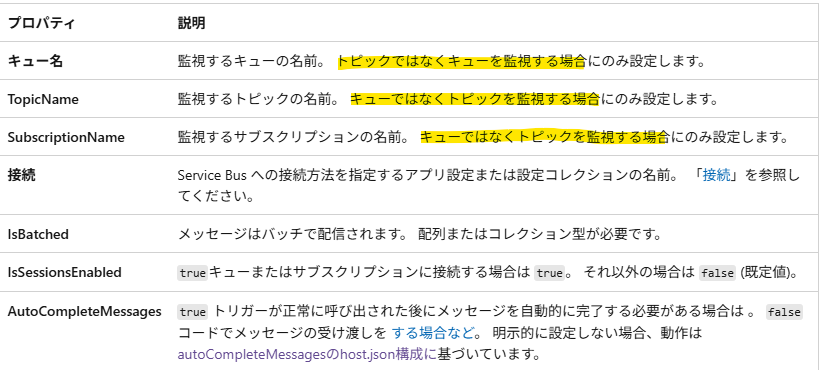 プロパティ 説明
キュー名 監視するキューの名前。 トピックではなくキューを監視する場合にのみ設定します。
TopicName 監視するトピックの名前。 キューではなくトピックを監視する場合にのみ設定します。
SubscriptionName 監視するサブスクリプションの名前。 キューではなくトピックを監視する場合にのみ設定します。
接続 Service Bus への接続方法を指定するアプリ設定または設定コレクションの名前。 「接続」を参照し
てください。
IsBatched メッセージはバッチで配信されます。 配列またはコレクション型が必要です。
IsSessionsEnabled trueキューまたはサブスクリプションに接続する場合は true。 それ以外の場合は false (既定値)。
AutoCompleteMessages true トリガーが正常に呼び出された後にメッセージを自動的に完了する必要がある場合は 。 false
コードでメッセージの受け渡しを する場合など。 明示的に設定しない場合、動作は
autoCompleteMessagesのhost.json構成に基づいています。